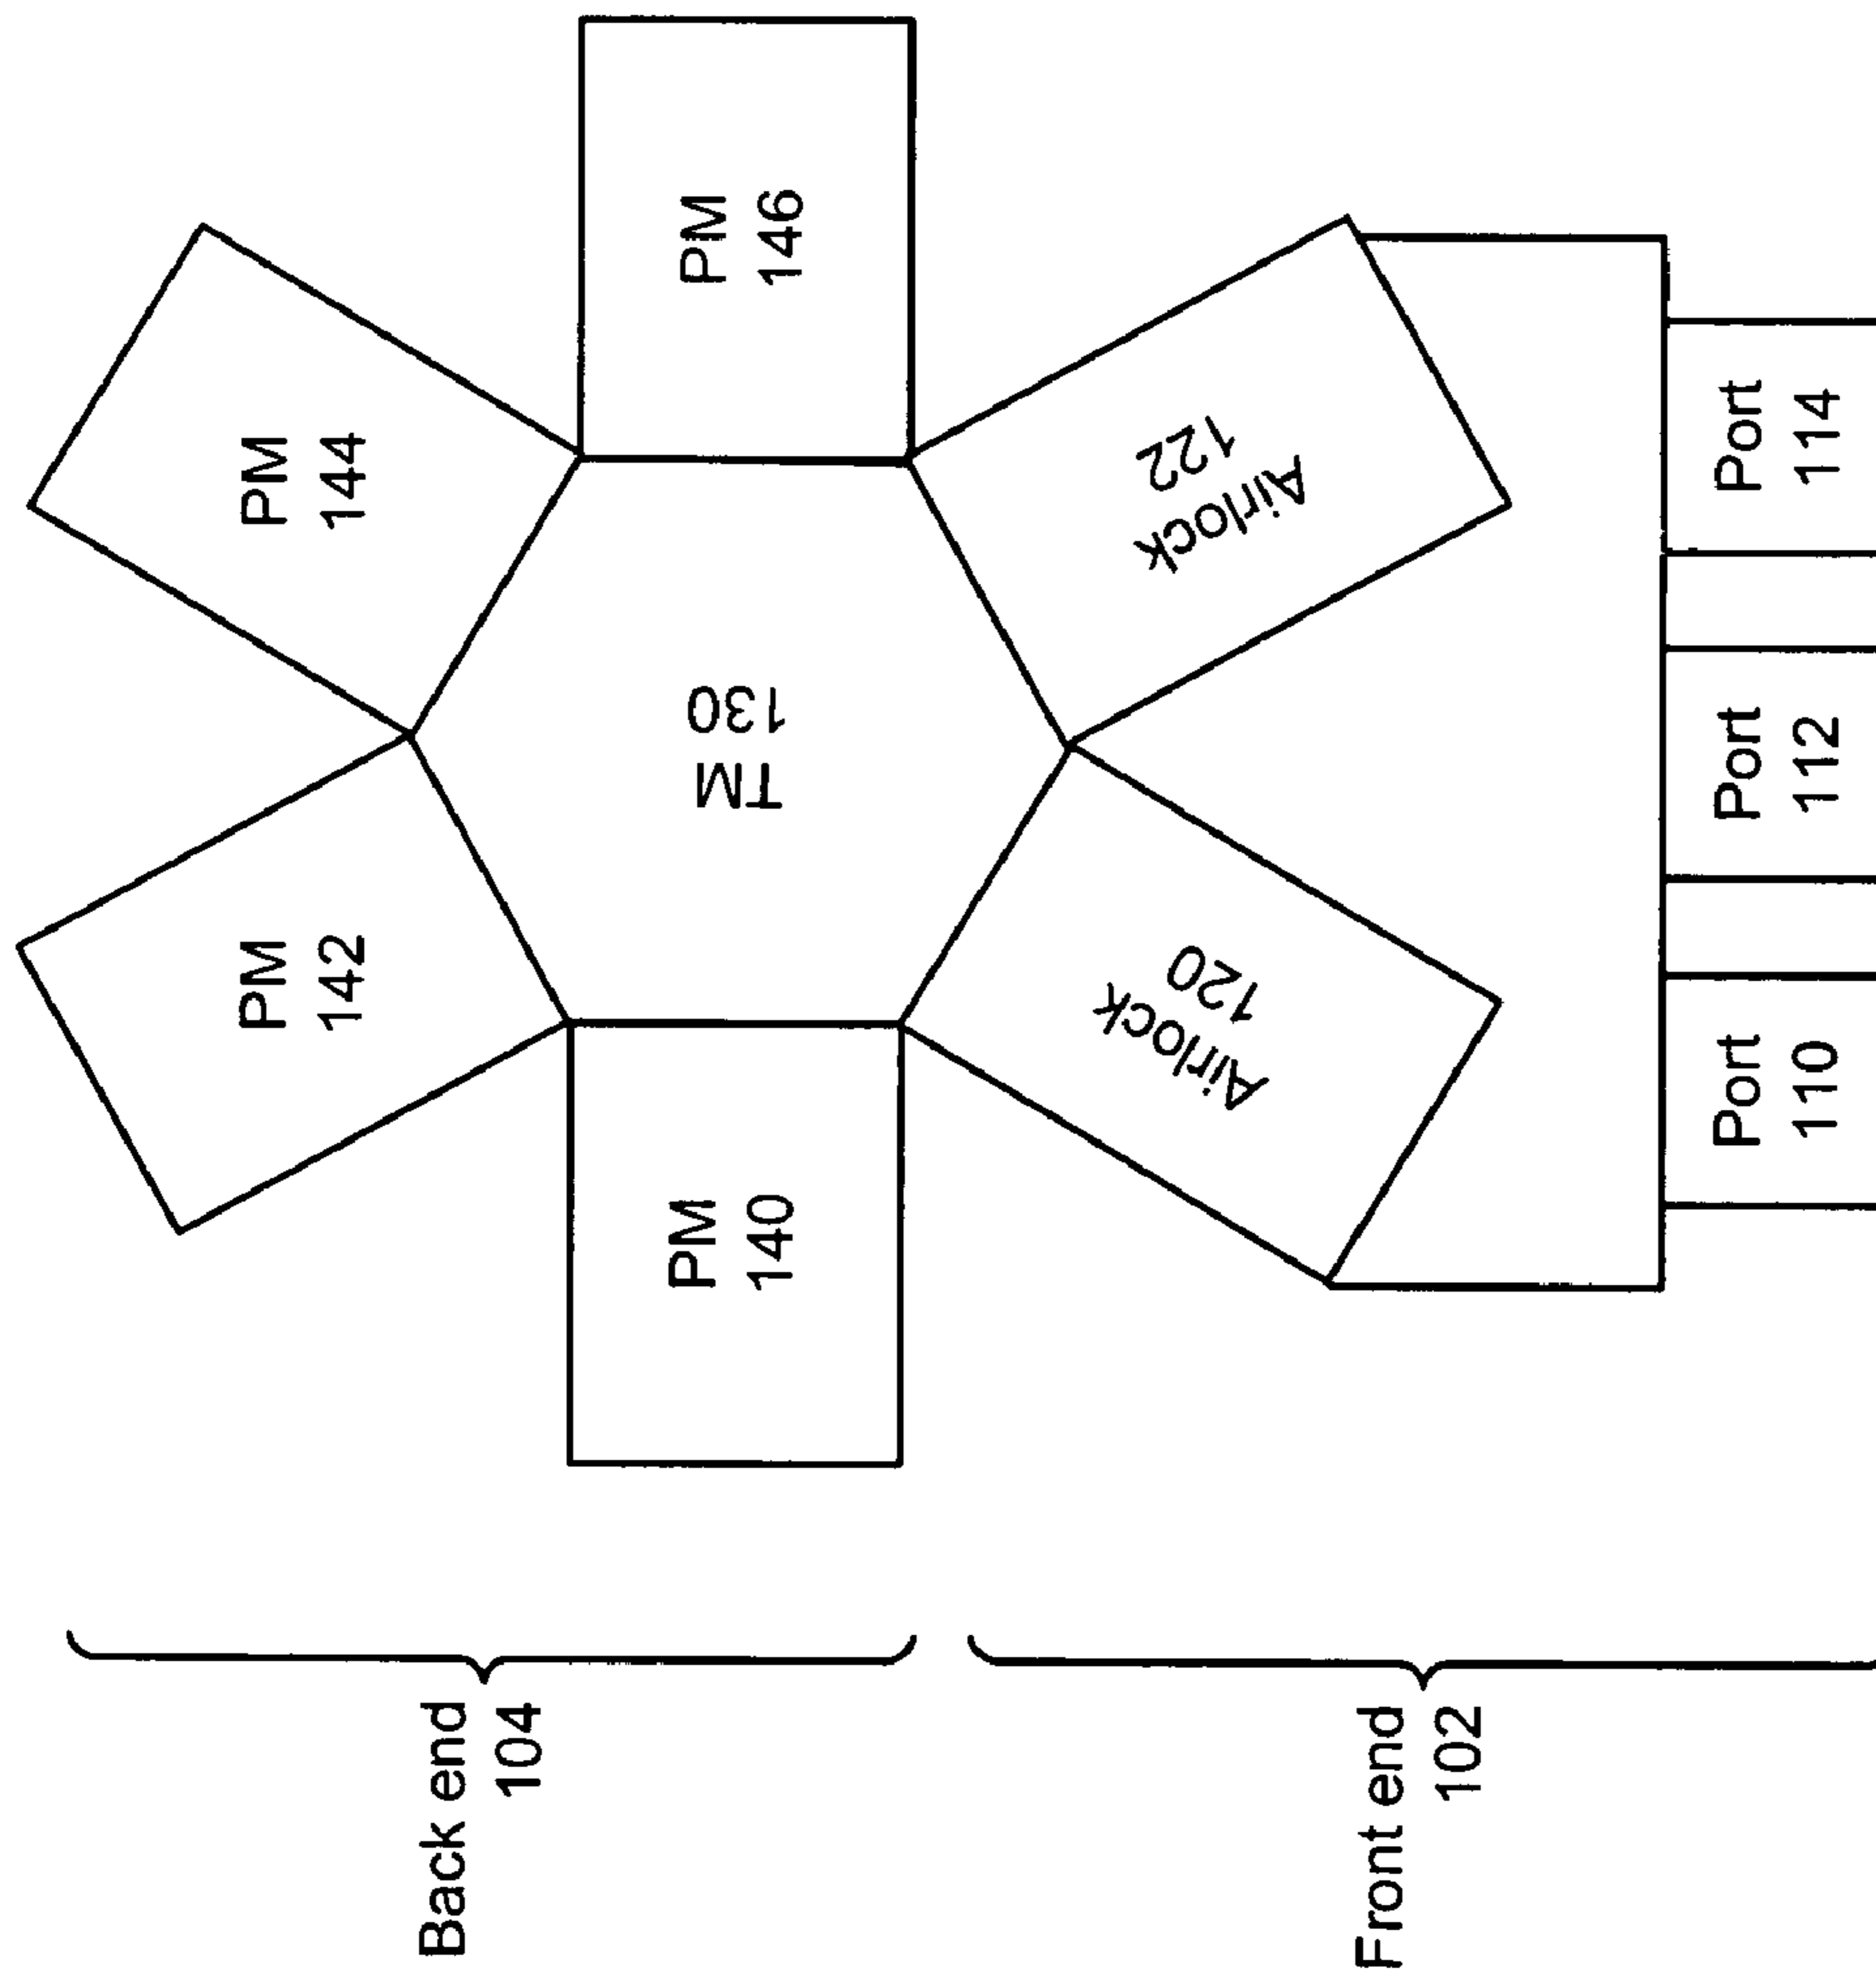 Back end
104
Front end
102
PM
142
PM
144
PM
140
TM
130
PM
146
Airlock
120
Airlock
122
Port
110
Port
112
Port
114